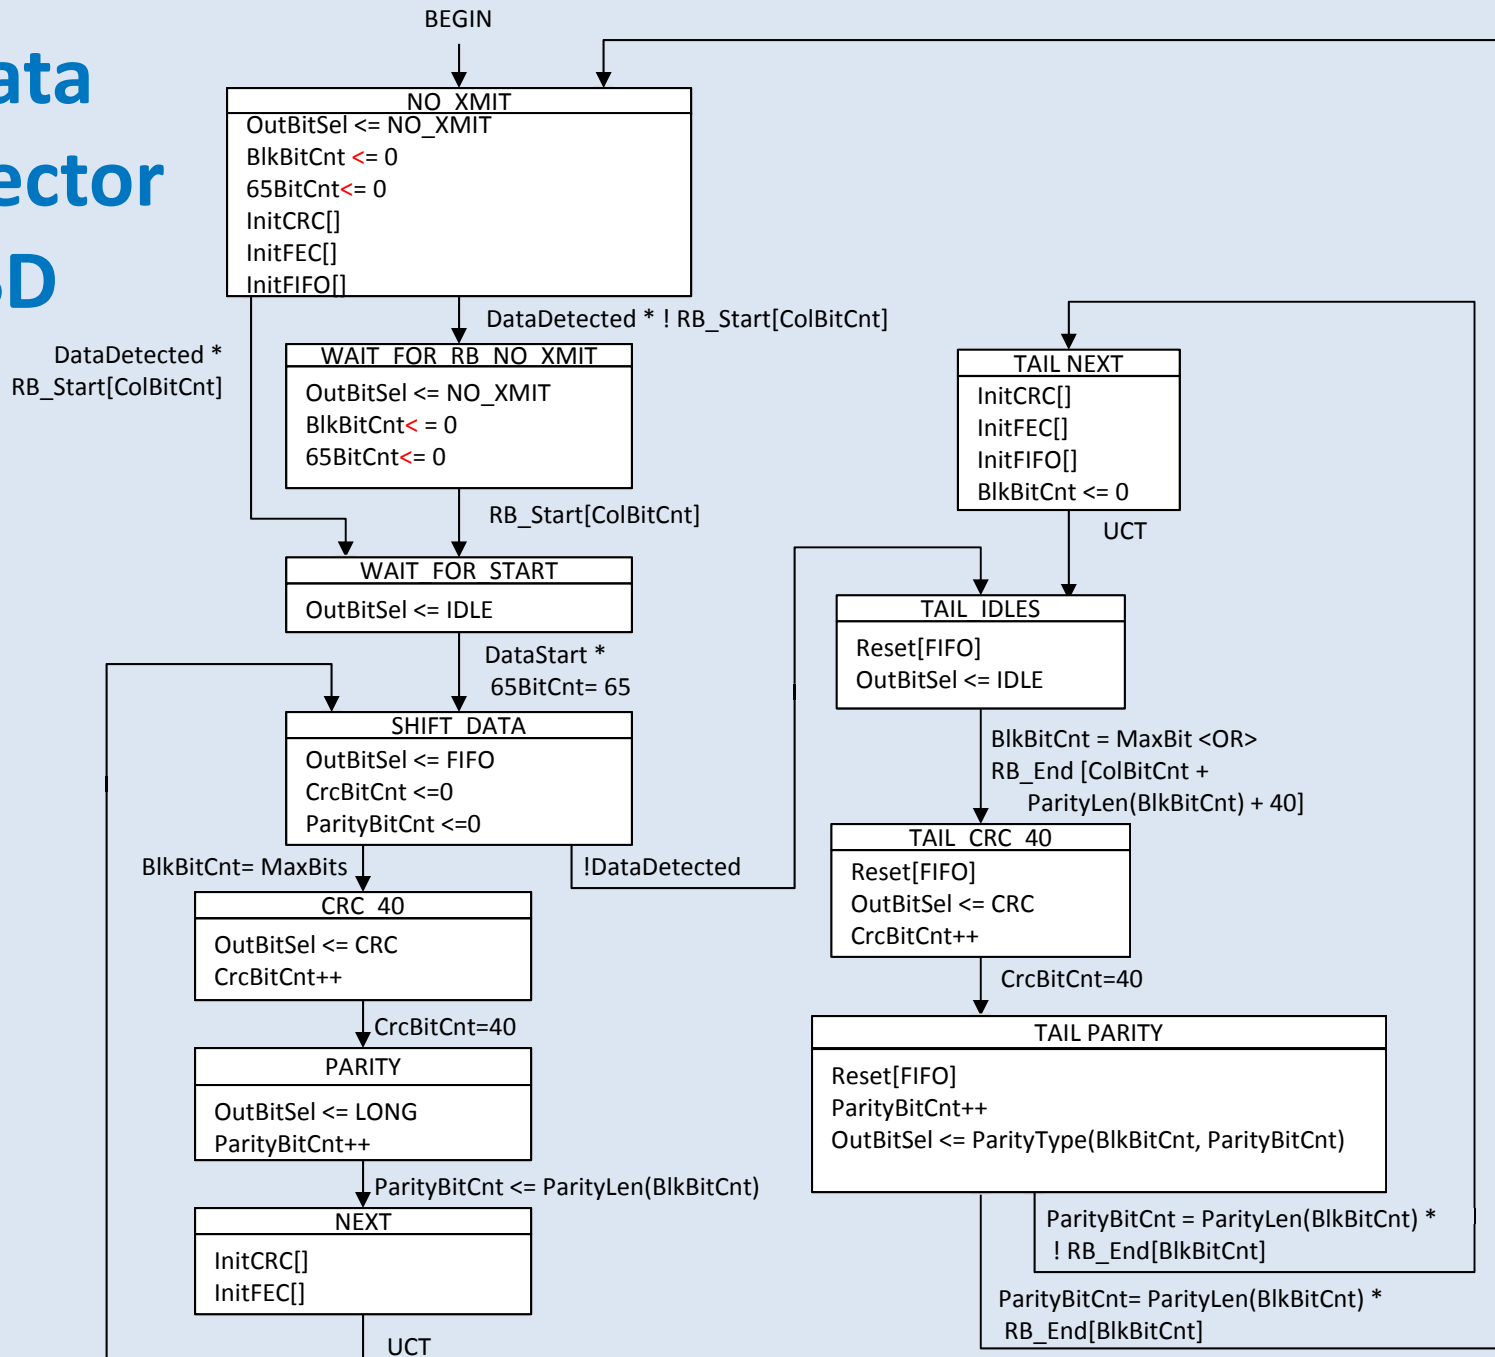 BEGIN
ata
ector
NO_XMIT
OutBitSel <= NO_XMIT
BlkBitCnt <= 0
65BitCnt<= 0
InitCRC[]
InitFEC[]
InitFIFO[]
DataDetected * ! RB_Start[ColBitCnt]
DataDetected *
RB_Start[ColBitCnt]
WAIT_FOR_RB_NO_XMIT
OutBitSel <= NO_XMIT
BlkBitCnt< = 0
65BitCnt<= 0
RB_Start[ColBitCnt]
WAIT_FOR_START
OutBitSel <= IDLE
DataStart *
65BitCnt= 65
SHIFT_DATA
OutBitSel <= FIFO
CrcBitCnt <=0
ParityBitCnt <=0
BlkBitCnt= MaxBits
!DataDetected
CRC_40
OutBitSel <= CRC
CrcBitCnt++
CrcBitCnt=40
PARITY
OutBitSel <= LONG
ParityBitCnt++
ParityBitCnt <= ParityLen(BlkBitCnt)
NEXT
InitCRC[]
InitFEC[]
UCT
TAIL NEXT
InitCRC[]
InitFEC[]
InitFIFO[]
BlkBitCnt <= 0
UCT
TAIL_IDLES
Reset[FIFO]
OutBitSel <= IDLE
BlkBitCnt = MaxBit <OR>
RB_End [ColBitCnt +
ParityLen(BlkBitCnt) + 40]
TAIL_CRC_40
Reset[FIFO]
OutBitSel <= CRC
CrcBitCnt++
CrcBitCnt=40
TAIL PARITY
Reset[FIFO]
ParityBitCnt++
OutBitSel <= ParityType(BlkBitCnt, ParityBitCnt)
ParityBitCnt = ParityLen(BlkBitCnt) *
! RB_End[BlkBitCnt]
ParityBitCnt= ParityLen(BlkBitCnt) *
RB_End[BlkBitCnt]